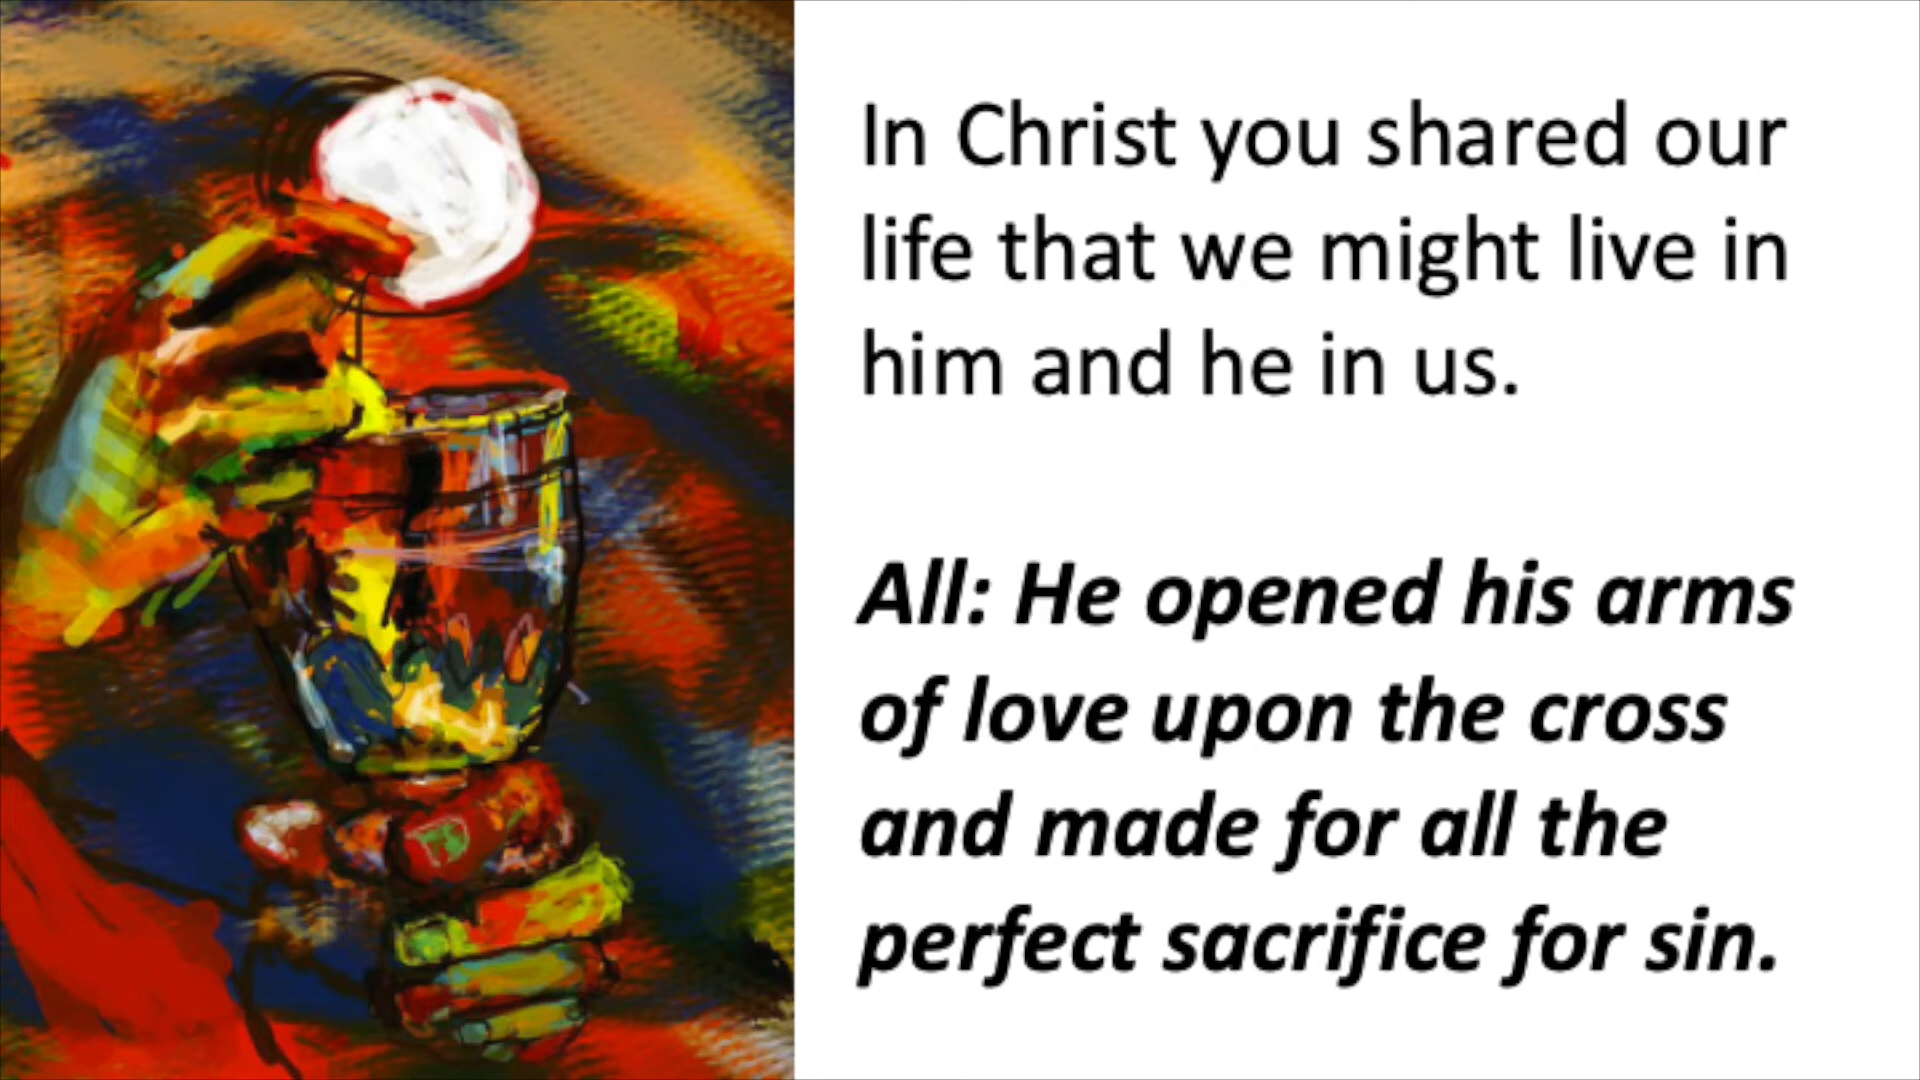 In Christ you shared our
life that we might live in
him and he in us.
All: He opened his arms
of love upon the cross
and made for all the
perfect sacrifice for sin.